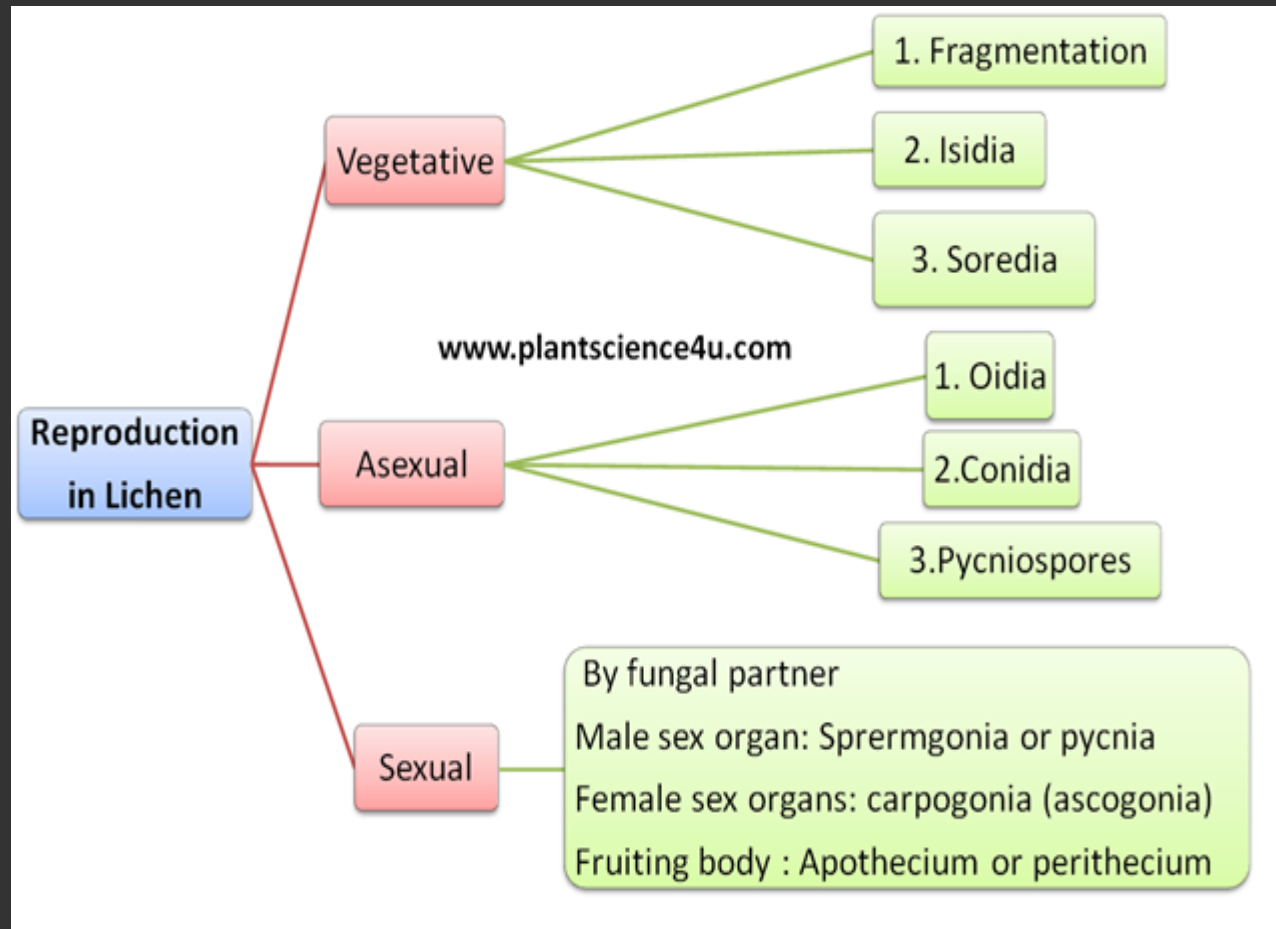 1. Fragmentation
Vegetative
2. Isidia
3. Soredia
www.plantscience4u.com
1. Oidia
Reproduction
in Lichen
Asexual
2.Conidia
3.Pycniospores
By fungal partner
Male sex organ: Sprermgonia or pycnia
Sexual
Female sex organs: carpogonia (ascogonia)
Fruiting body : Apothecium or perithecium